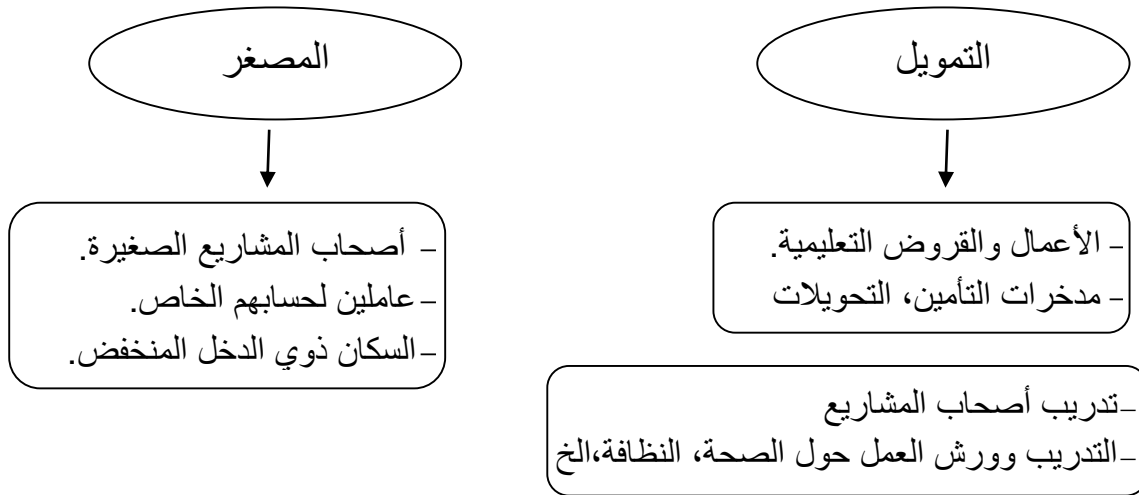 التمويل
المصغر
- الأعمال والقروض التعليمية.
- مدخرات التأمين، التحويلات
- أصحاب المشاريع الصغيرة.
- عاملين لحسابهم الخاص.
- السكان ذوي الدخل المنخفض.
- تدريب أصحاب المشاريع
- التدريب وورش العمل حول الصحة، النظافة،الخ